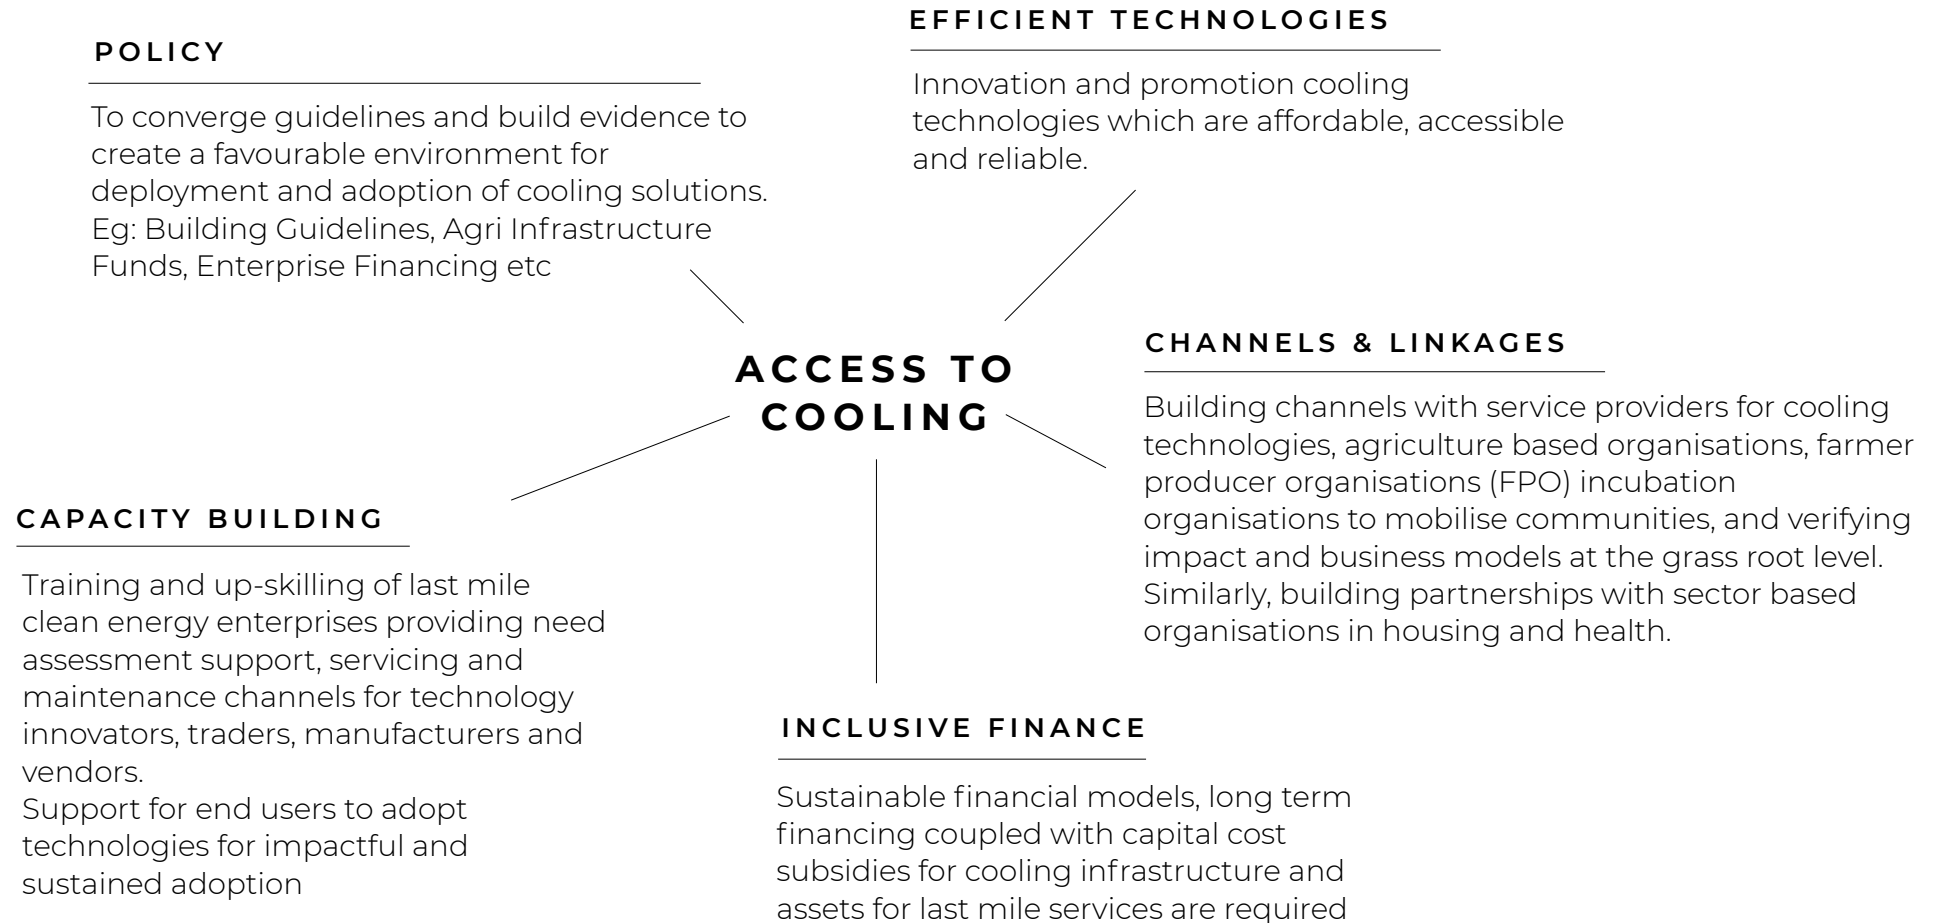 POLICY
To converge guidelines and build evidence to
create a favourable environment for
deployment and adoption of cooling solutions.
Eg: Building Guidelines, Agri Infrastructure
Funds, Enterprise Financing etc
EFFICIENT TECHNOLOGIES
Innovation and promotion cooling
technologies which are affordable, accessible
and reliable.
ACCESS TO
COOLING
CHANNELS & LINKAGES
Building channels with service providers for cooling
technologies, agriculture based organisations, farmer
producer organisations (FPO) incubation
organisations to mobilise communities, and verifying
impact and business models at the grass root level.
Similarly, building partnerships with sector based
organisations in housing and health.
CAPACITY BUILDING
Training and up-skilling of last mile
clean energy enterprises providing need
assessment support, servicing and
maintenance channels for technology
innovators, traders, manufacturers and
vendors.
Support for end users to adopt
technologies for impactful and
sustained adoption
INCLUSIVE FINANCE
Sustainable financial models, long term
financing coupled with capital cost
subsidies for cooling infrastructure and
assets for last mile services are required